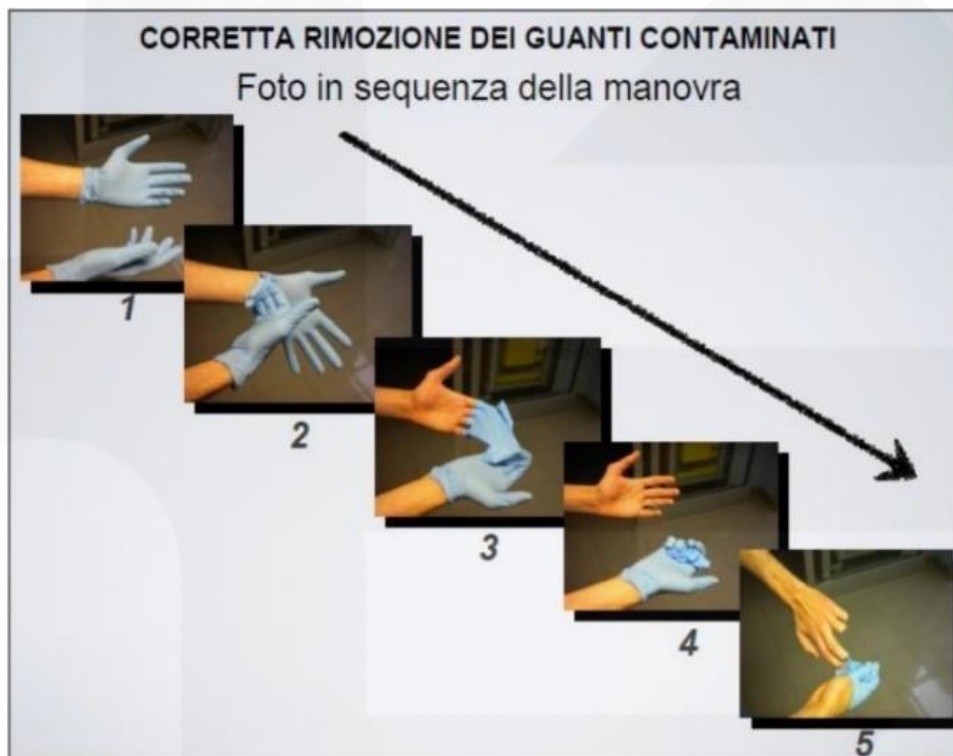 CORRETTA RIMOZIONE DEI GUANTI CONTAMINATI
Foto in sequenza della manovra
1
2
3
4
5